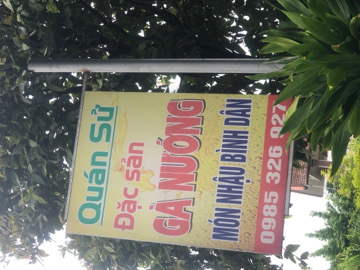 Quán Sử
Đặc sản
GÀ NƯỚNG
MÓN NHẬU BÌNH DÂN
0985 326 927